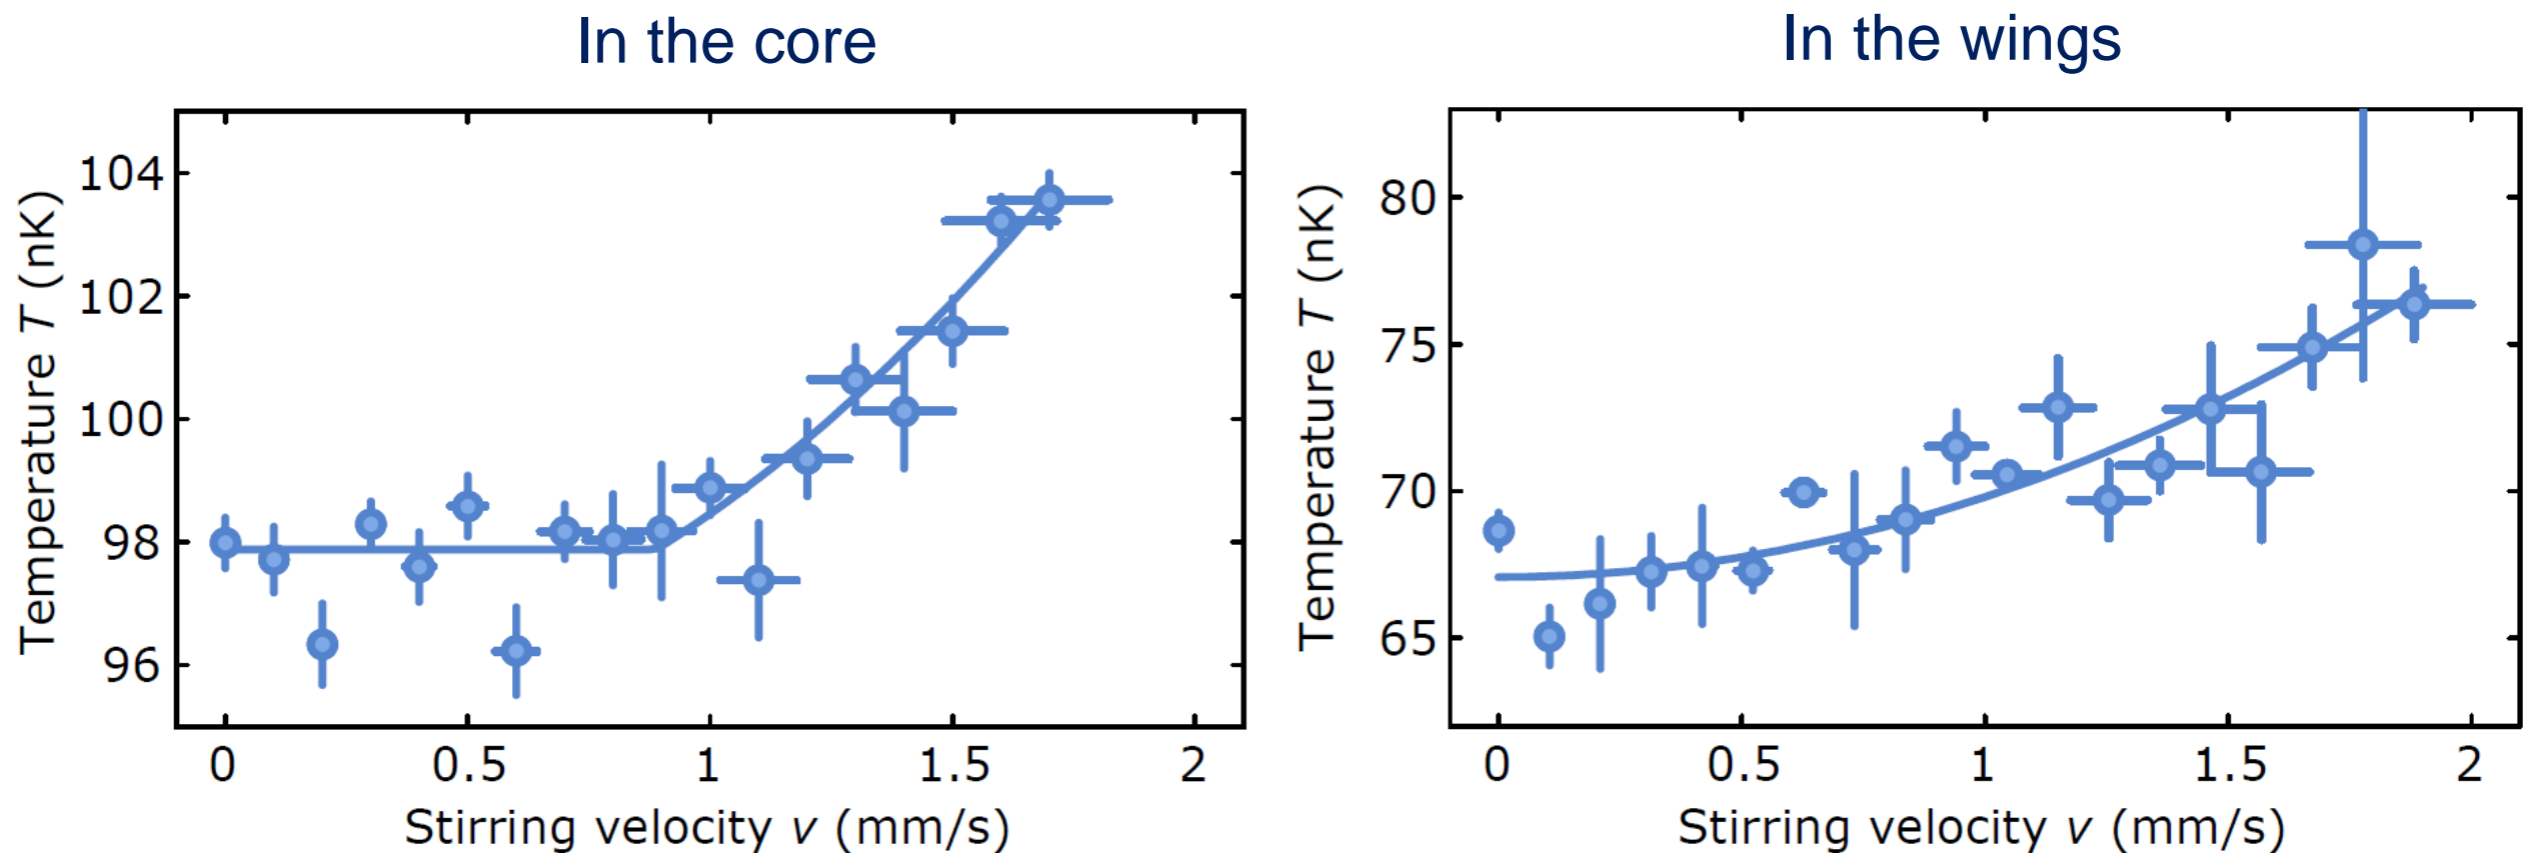 In the core
Temperature T (nK)
104
102
100
98
96
0 0.5 1 1.5 2
Stirring velocity v (mm/s)
In the wings
Temperature T (nK)
80
75
70
65
0 0.5 1 1.5 2
Stirring velocity v (mm/s)